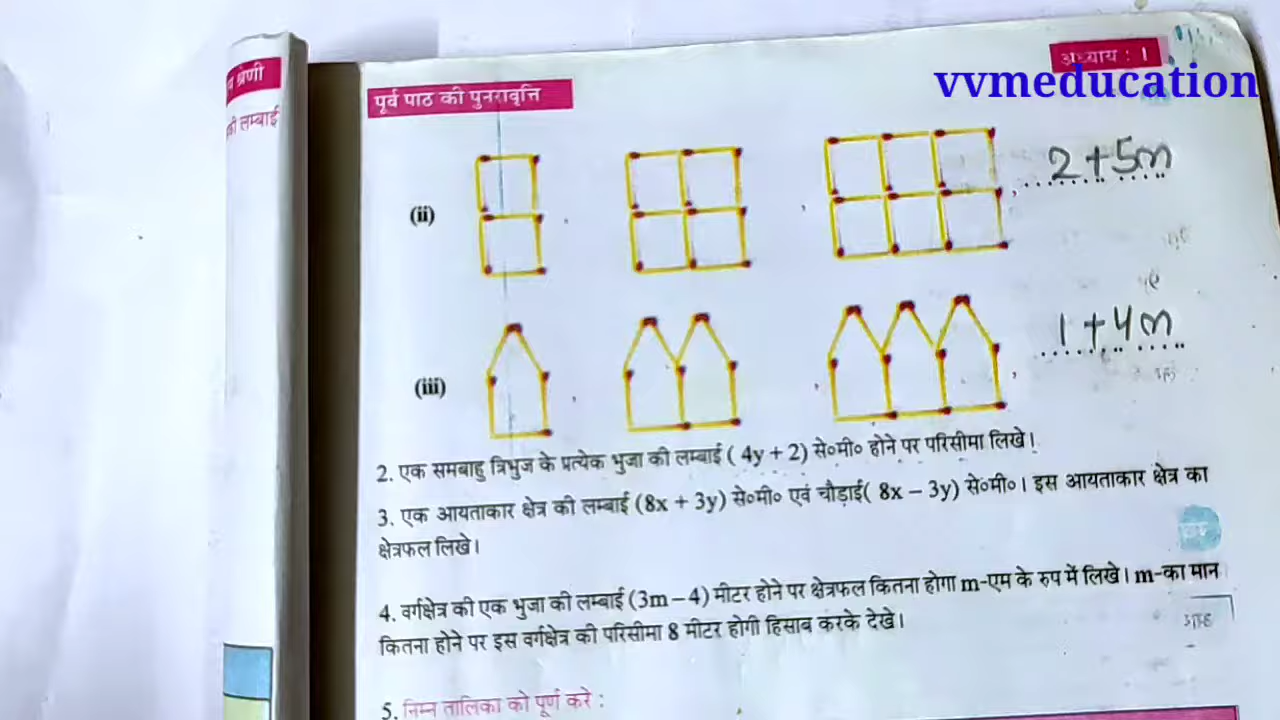 श्रेणी
की लम्बाई
पूर्व पाठ की पुनरावृत्ति
अध्याय : 1
vvmeducation
(ii)
2 + 5m
(iii)
1 + 4m
2. एक समबाहु त्रिभुज के प्रत्येक भुजा की लम्बाई ( 4y + 2) से०मी० होने पर परिसीमा लिखे।
3. एक आयताकार क्षेत्र की लम्बाई (8x + 3y) से०मी० एवं चौड़ाई( 8x – 3y) से०मी०। इस आयताकार क्षेत्र का
क्षेत्रफल लिखे।
4. वर्गक्षेत्र की एक भुजा की लम्बाई (3m – 4) मीटर होने पर क्षेत्रफल कितना होगा m-एम के रुप में लिखे। m-का मान
कितना होने पर इस वर्गक्षेत्र की परिसीमा 8 मीटर होगी हिसाब करके देखे।
5. निम्न तालिका को पूर्ण करे :